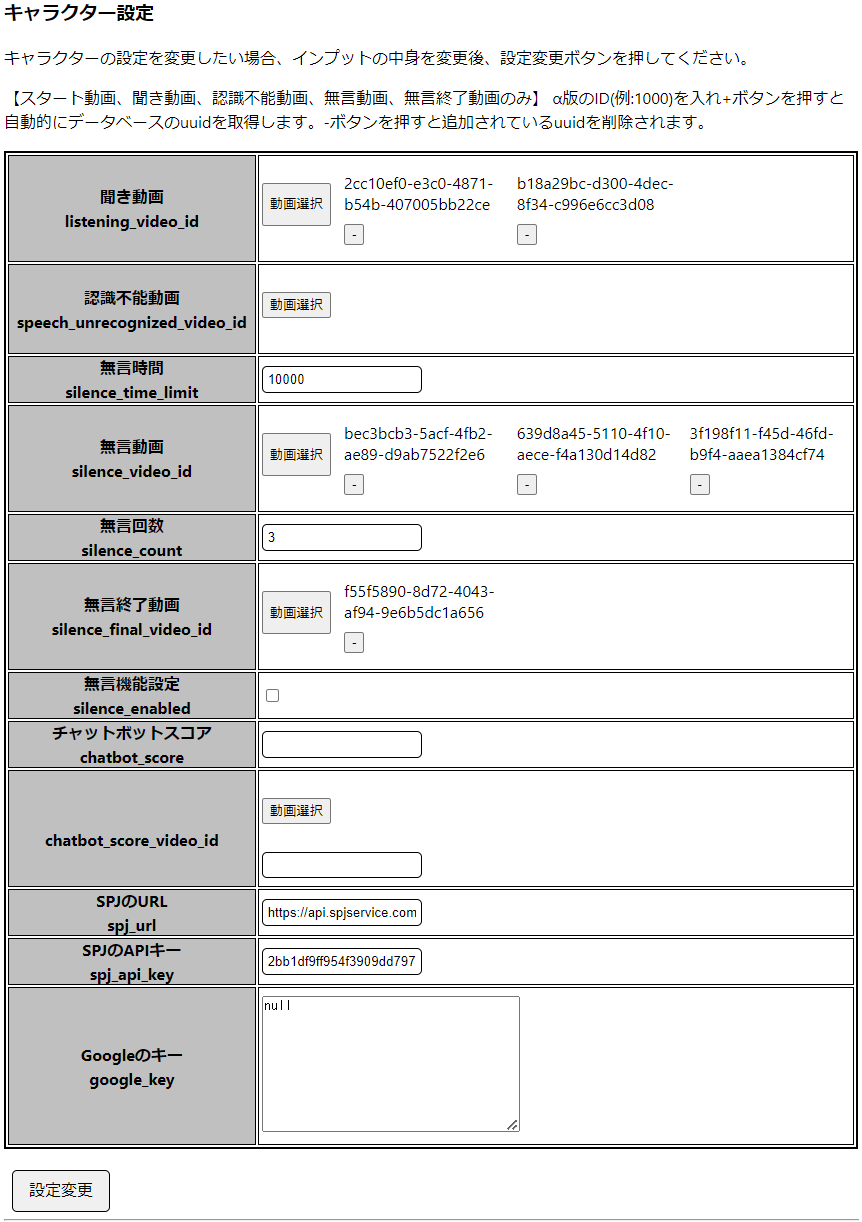 キャラクター設定
キャラクターの設定を変更したい場合、インプットの中身を変更後、設定変更ボタンを押してください。
【スタート動画、聞き動画、認識不能動画、無言動画、無言終了動画のみ】 α版のID(例:1000)を入れ+ボタンを押すと
自動的にデータベースのuuidを取得します。-ボタンを押すと追加されているuuidを削除されます。
聞き動画
listening_video_id
動画選択
2cc10ef0-e3c0-4871-
b54b-407005bb22ce
-
b18a29bc-d300-4dec-
8f34-c996e6cc3d08
-
認識不能動画
speech_unrecognized_video_id
動画選択
無言時間
silence_time_limit
10000
無言動画
silence_video_id
動画選択
bec3bcb3-5acf-4fb2-
ae89-d9ab7522f2e6
-
639d8a45-5110-4f10-
aece-f4a130d14d82
-
3f198f11-f45d-46fd-
b9f4-aaea1384cf74
-
無言回数
silence_count
3
無言終了動画
silence_final_video_id
動画選択
f55f5890-8d72-4043-
af94-9e6b5dc1a656
-
無言機能設定
silence_enabled
チャットボットスコア
chatbot_score
chatbot_score_video_id
動画選択
SPJのURL
spj_url
https://api.spjservice.com
SPJのAPIキー
spj_api_key
2bb1df9ff954f3909dd797
Googleのキー
google_key
null
設定変更